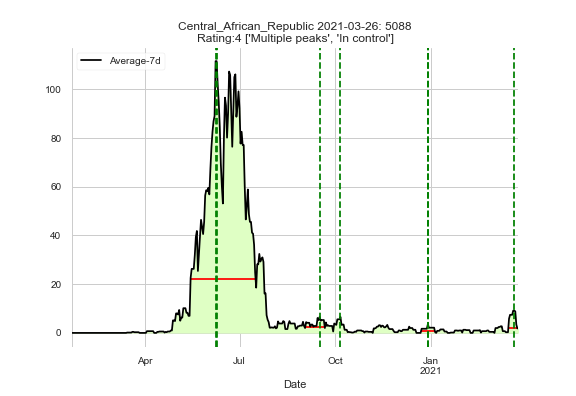 Central_African_Republic 2021-03-26: 5088
Rating:4 ['Multiple peaks', 'In control']
Average-7d
100
80
60
40
20
0
Apr
Jul
Oct
Jan
2021
Date